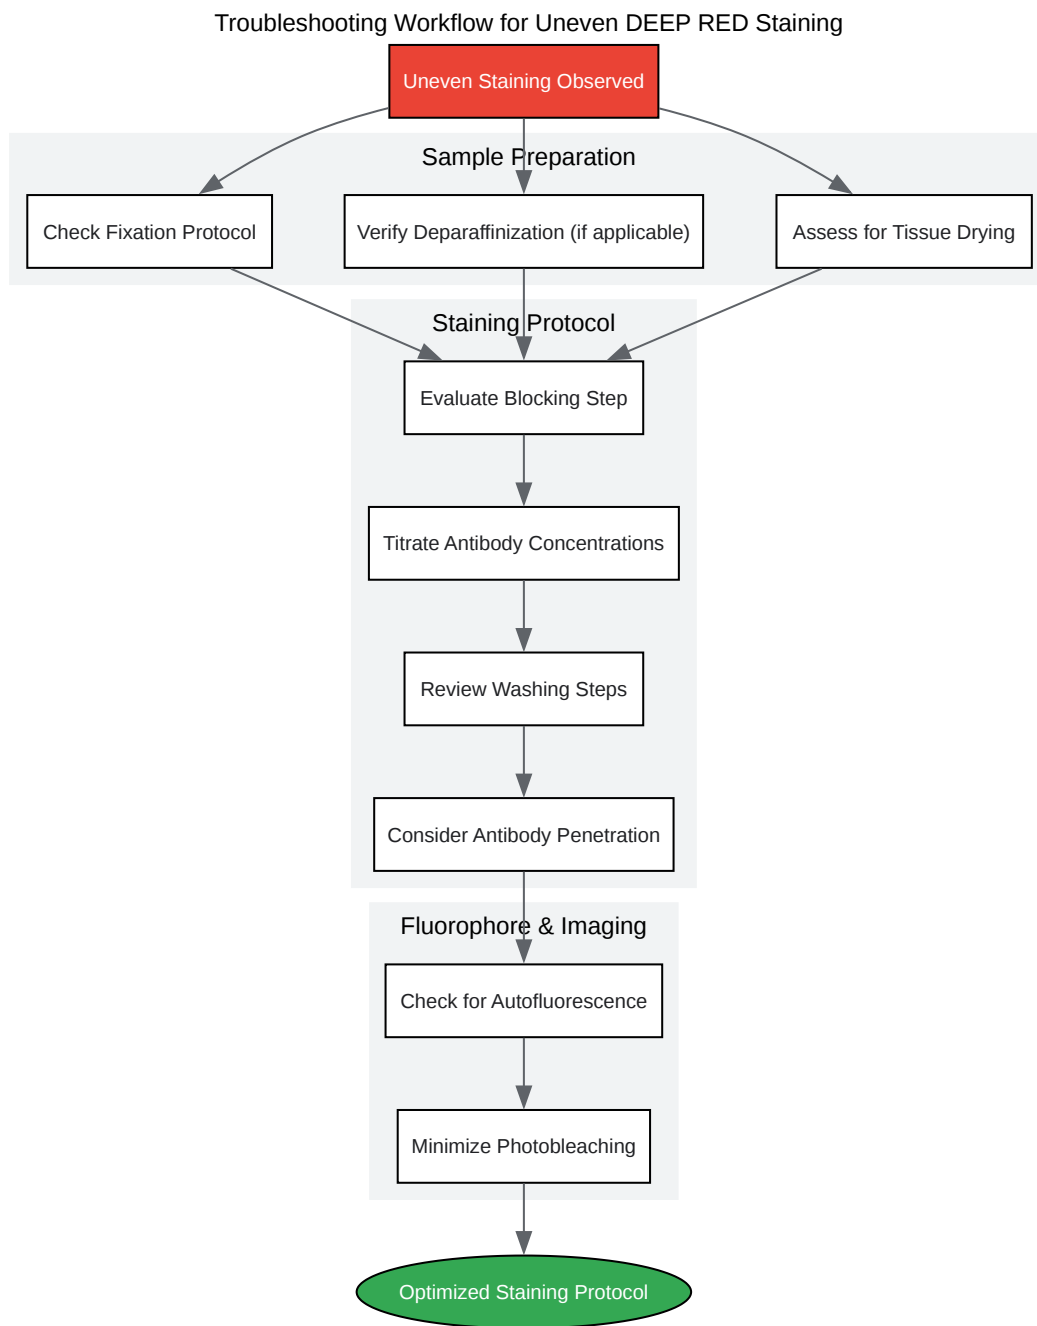 Troubleshooting Workflow for Uneven DEEP RED Staining
Uneven Staining Observed
Sample Preparation
Check Fixation Protocol
Verify Deparaffinization (if applicable)
Assess for Tissue Drying
Staining Protocol
Evaluate Blocking Step
Titrate Antibody Concentrations
Review Washing Steps
Consider Antibody Penetration
Fluorophore & Imaging
Check for Autofluorescence
Minimize Photobleaching
Optimized Staining Protocol